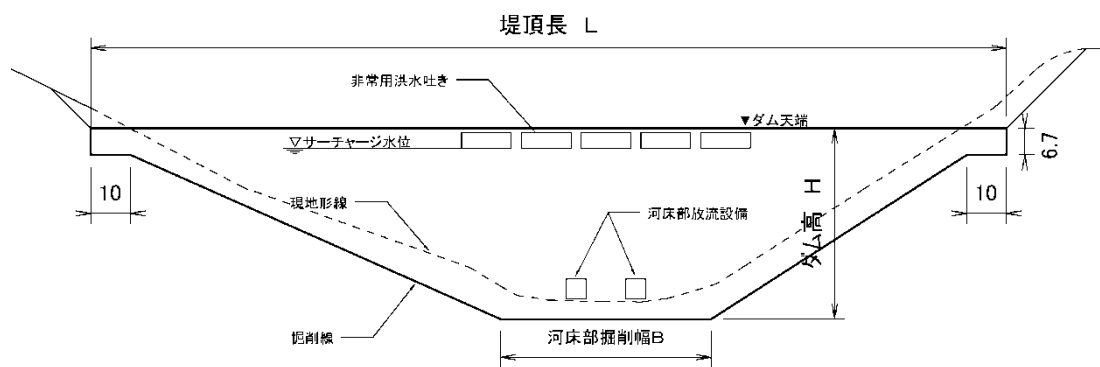 堤頂長 L
非常用洪水吐き
▼ダム天端
▽サーチャージ水位
6.7
10
10
現地形線
河床部放流設備
ダム高 H
掘削線
河床部掘削幅B